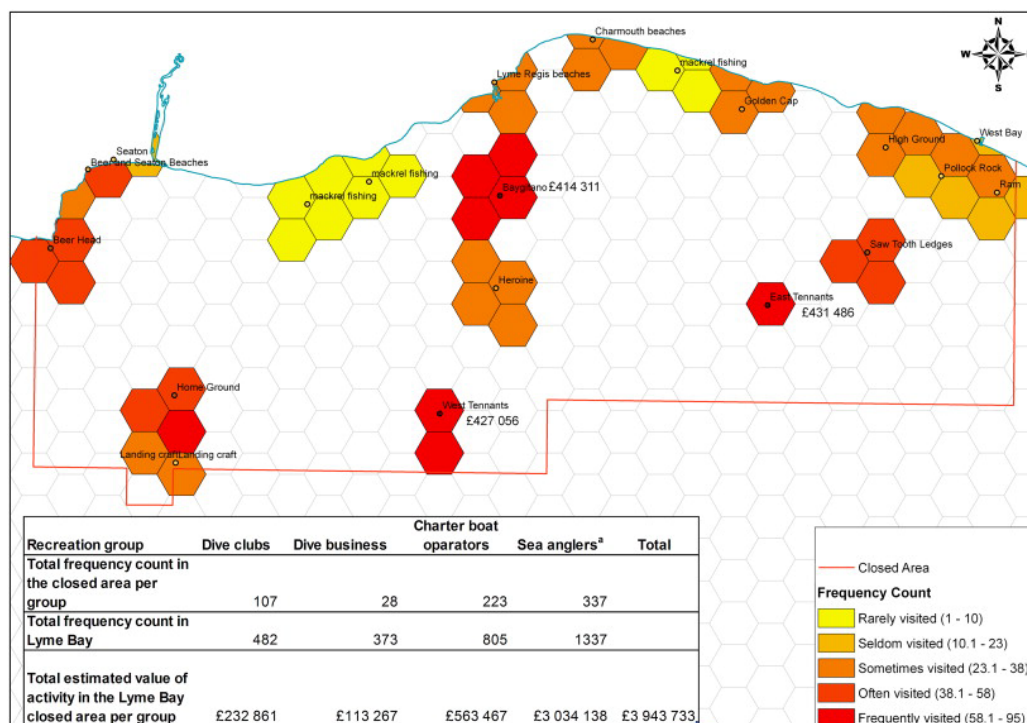 N
W
S
Charmouth beaches
mackrel fishing
Lyme Regis beaches
Golden Cap
High Ground
West Bay
Seaton
Beer and Seaton Beaches
mackrel fishing
Pollock Rock
mackrel fishing
Baygitano £414 311
Ram
Beer Head
Saw Tooth Ledges
Heroine
East Tennants
£431 486
Home Ground
West Tennants
£427 056
Landing craft Landing craft
Charter boat
Recreation group Dive clubs Dive business oparators Sea anglersa Total
Total frequency count in
the closed area per
group 107 28 223 337
Total frequency count in
Lyme Bay 482 373 805 1337
Total estimated value of
activity in the Lyme Bay
closed area per group £232 861 £113 267 £563 467 £3 034 138 £3 943 733
Closed Area
Frequency Count
Rarely visited (1 - 10)
Seldom visited (10.1 - 23)
Sometimes visited (23.1 - 38)
Often visited (38.1 - 58)
Frequently visited (58.1 - 95)